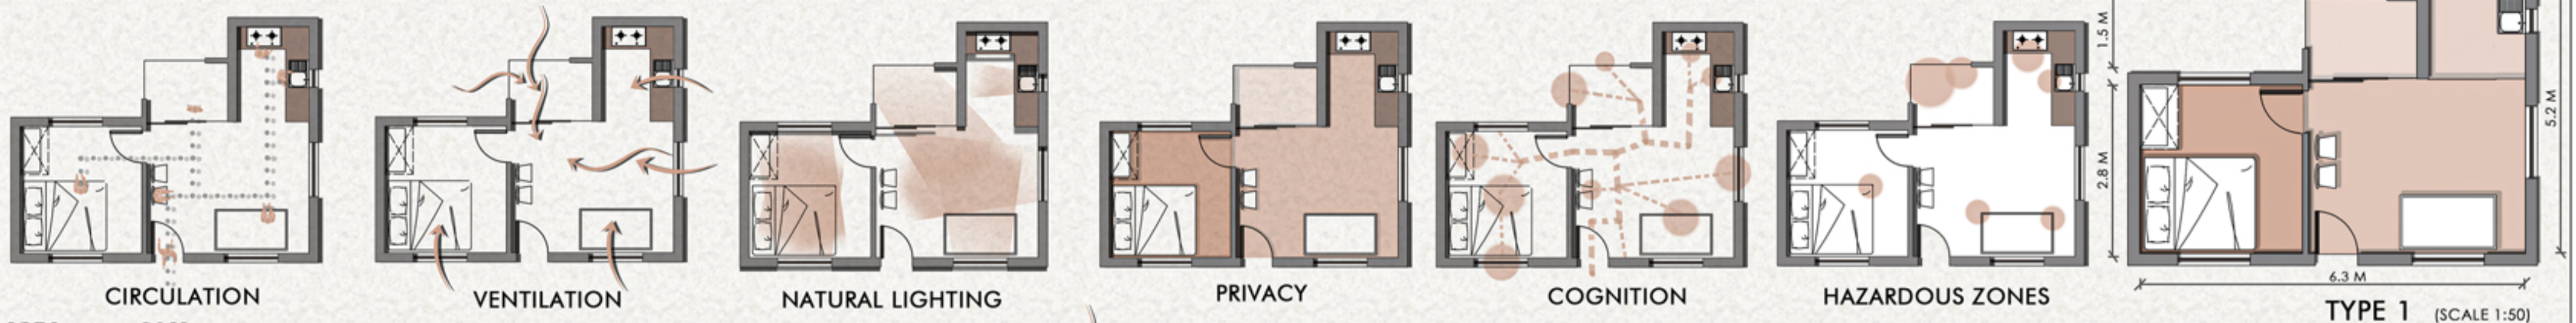 CIRCULATION
VENTILATION
NATURAL LIGHTING
PRIVACY
COGNITION
HAZARDOUS ZONES
1.5 M
2.8 M
5.2 M
6.3 M
TYPE 1 (SCALE 1:50)